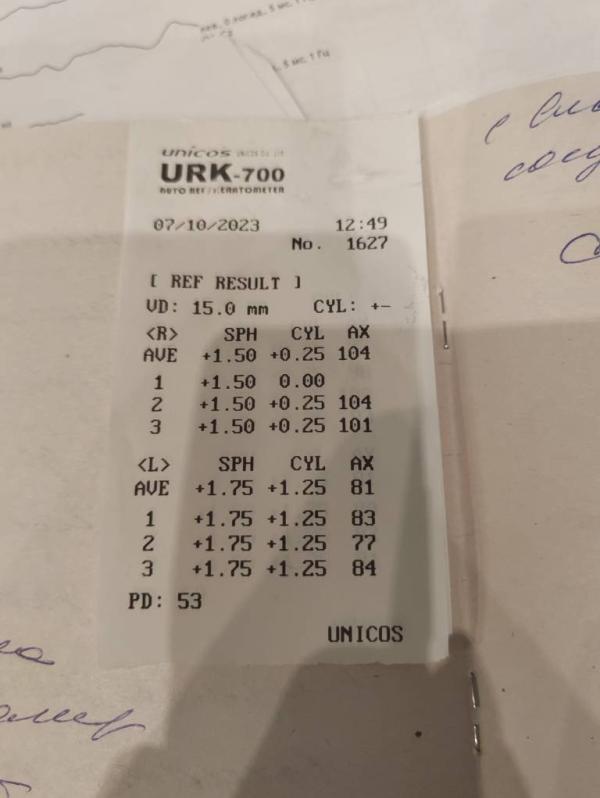 5 мс, 1 Гц
unicos
URK-700
AUTO REF/KERATOMETER
07/10/2023 12:49
No. 1627
[ REF RESULT ]
VD: 15.0 mm CYL: +-
<R> SPH CYL AX
AVE +1.50 +0.25 104
1 +1.50 0.00
2 +1.50 +0.25 104
3 +1.50 +0.25 101
<L> SPH CYL AX
AVE +1.75 +1.25 81
1 +1.75 +1.25 83
2 +1.75 +1.25 77
3 +1.75 +1.25 84
PD: 53
UNICOS